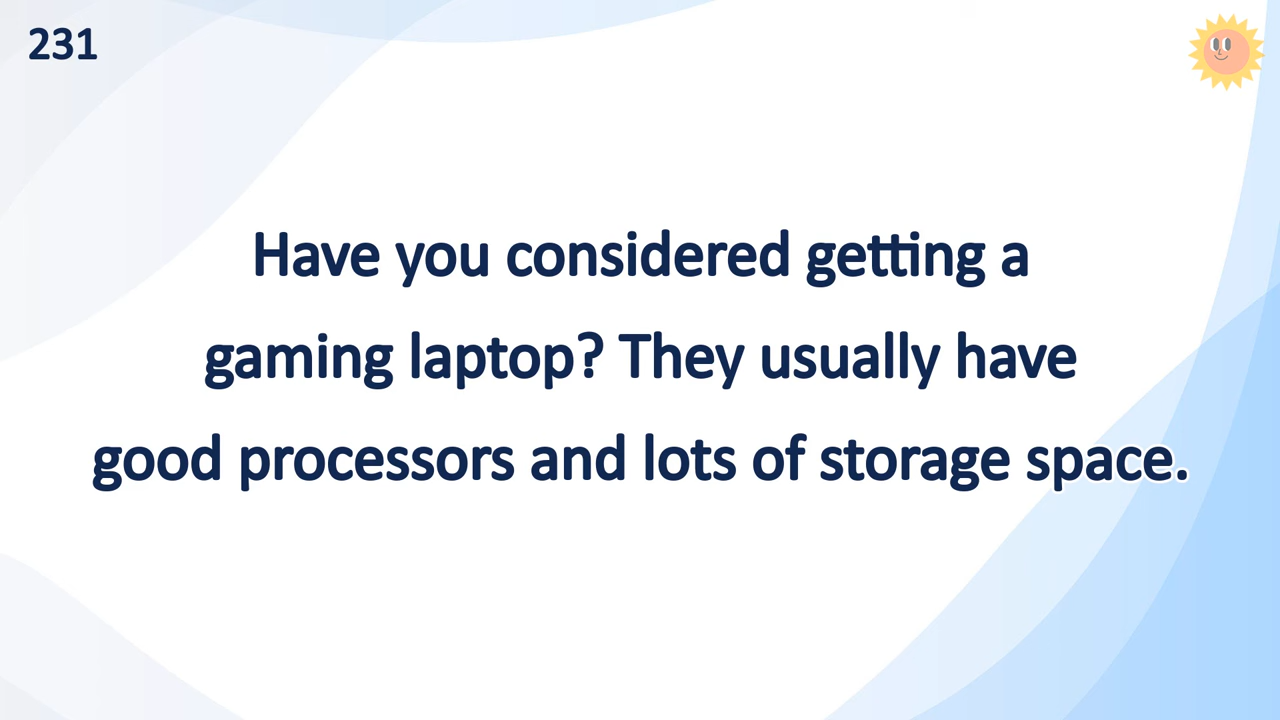 231
Have you considered getting a
gaming laptop? They usually have
good processors and lots of storage space.